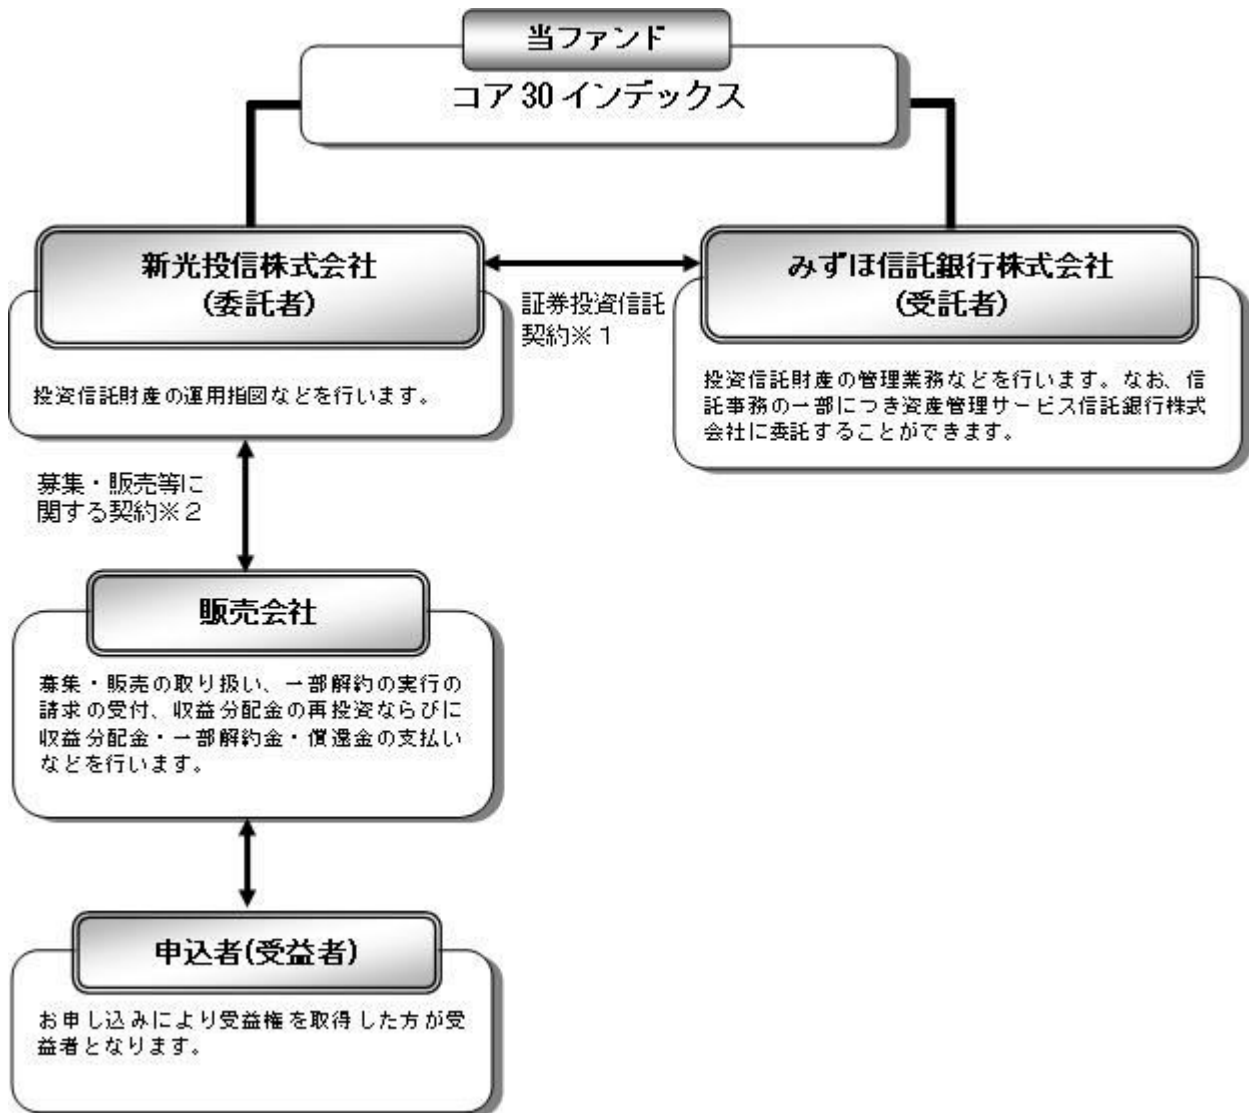 当ファンド
コア30インデックス
新光投信株式会社
(委託者)
投資信託財産の運用指図などを行います。
証券投資信託
契約※1
みずほ信託銀行株式会社
(受託者)
投資信託財産の管理業務などを行います。なお、信
託事務の一部につき資産管理サービス信託銀行株式
会社に委託することができます。
募集・販売等に
関する契約※2
販売会社
募集・販売の取り扱い、一部解約の実行の
請求の受付、収益分配金の再投資ならびに
収益分配金・一部解約金・償還金の支払い
などを行います。
申込者(受益者)
お申し込みにより受益権を取得した方が受
益者となります。